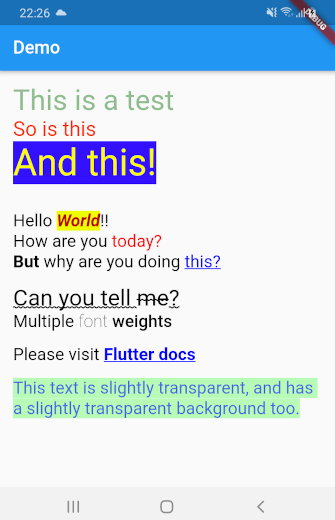 22:26
DEBUG
Demo
This is a test
So is this
And this!
Hello World!!
How are you today?
But why are you doing this?
Can you tell me?
Multiple font weights
Please visit Flutter docs
This text is slightly transparent, and has
a slightly transparent background too.